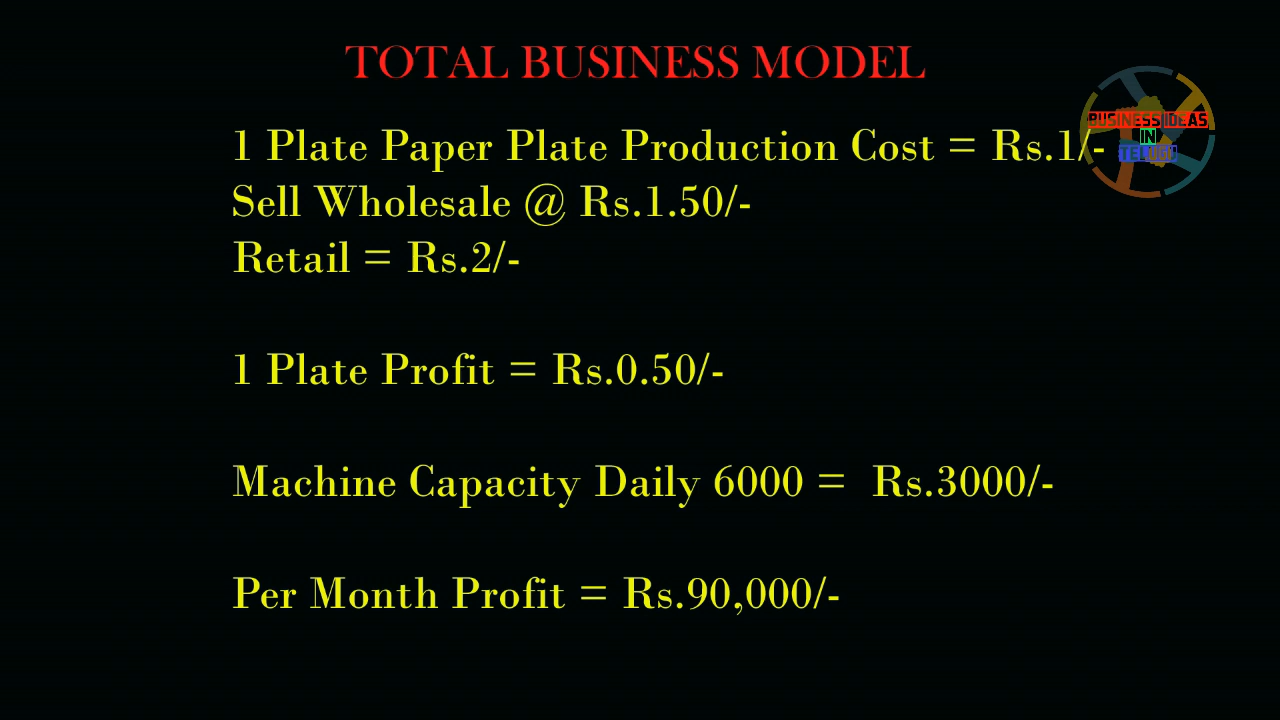 TOTAL BUSINESS MODEL
1 Plate Paper Plate Production Cost = Rs.1/-
Sell Wholesale @ Rs.1.50/-
Retail = Rs.2/-
1 Plate Profit = Rs.0.50/-
Machine Capacity Daily 6000 = Rs.3000/-
Per Month Profit = Rs.90,000/-
BUSINESS IDEAS
IN
TELUGU